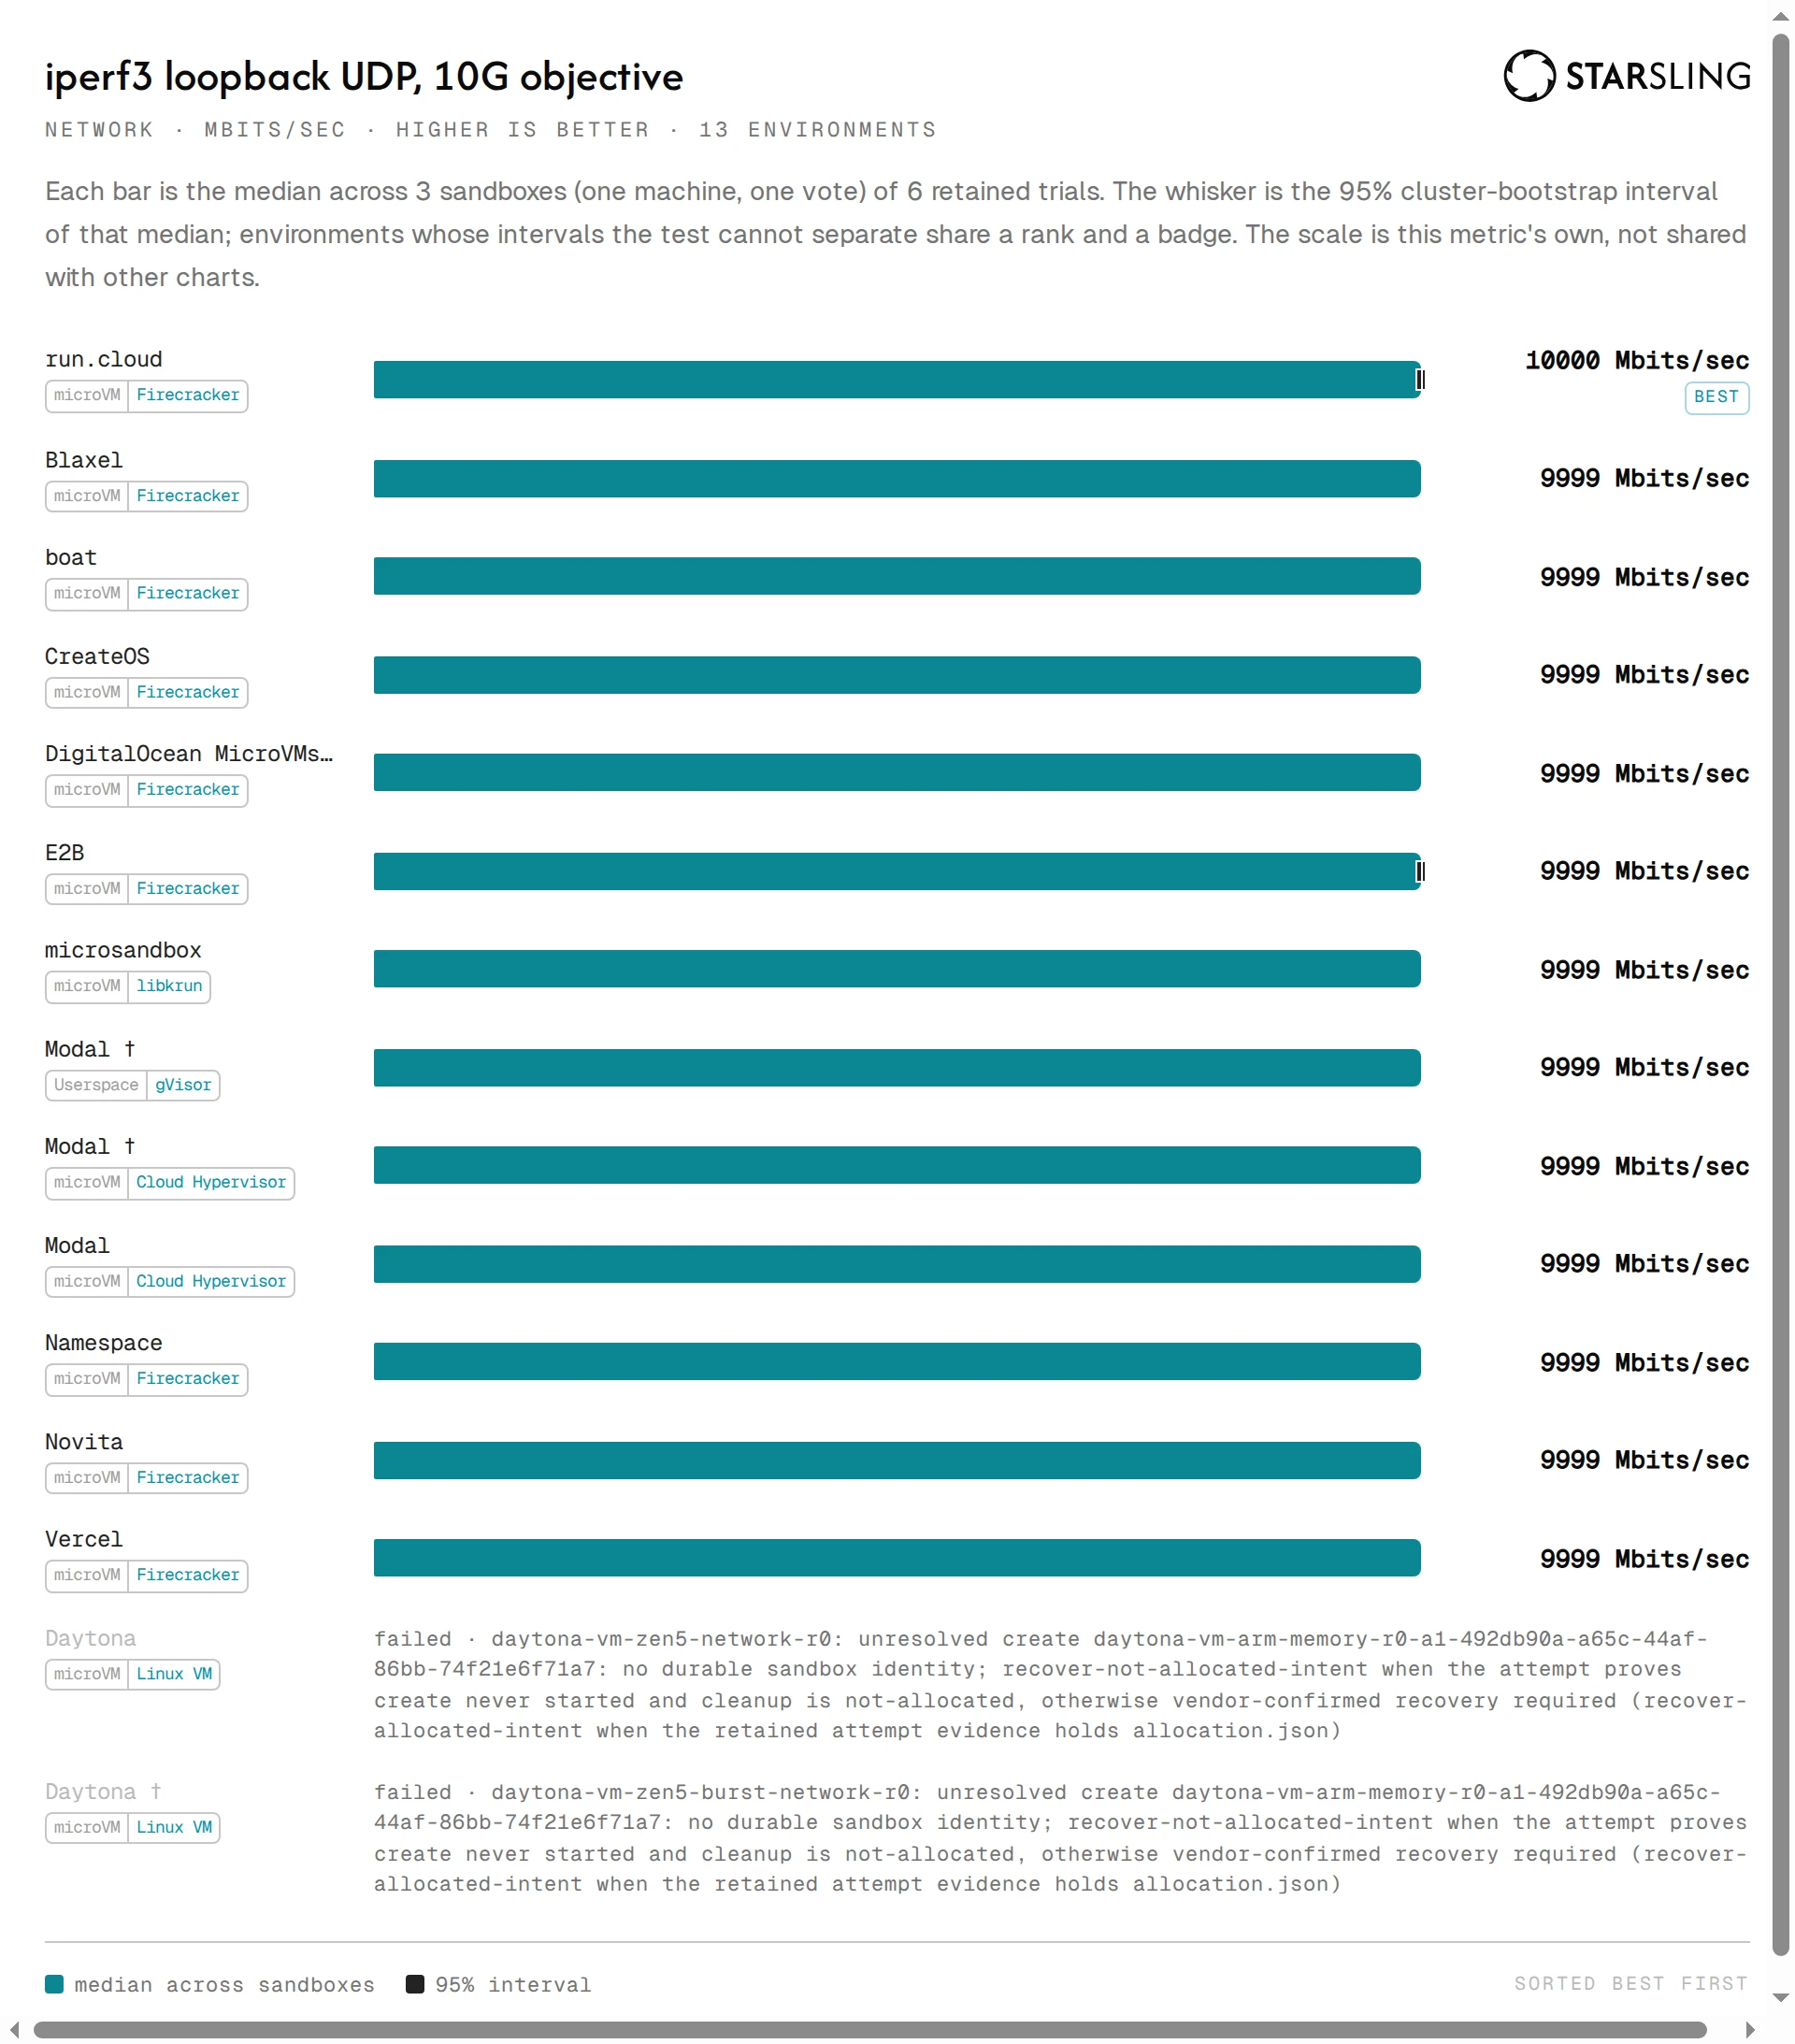 iperf3 loopback UDP, 10G objective
STARSLING
NETWORK · MBITS/SEC · HIGHER IS BETTER · 13 ENVIRONMENTS
Each bar is the median across 3 sandboxes (one machine, one vote) of 6 retained trials. The whisker is the 95% cluster-bootstrap interval
of that median; environments whose intervals the test cannot separate share a rank and a badge. The scale is this metric's own, not shared
with other charts.
run.cloud
microVM Firecracker
10000 Mbits/sec
BEST
Blaxel
microVM Firecracker
9999 Mbits/sec
boat
microVM Firecracker
9999 Mbits/sec
CreateOS
microVM Firecracker
9999 Mbits/sec
DigitalOcean MicroVMs…
microVM Firecracker
9999 Mbits/sec
E2B
microVM Firecracker
9999 Mbits/sec
microsandbox
microVM libkrun
9999 Mbits/sec
Modal †
Userspace gVisor
9999 Mbits/sec
Modal †
microVM Cloud Hypervisor
9999 Mbits/sec
Modal
microVM Cloud Hypervisor
9999 Mbits/sec
Namespace
microVM Firecracker
9999 Mbits/sec
Novita
microVM Firecracker
9999 Mbits/sec
Vercel
microVM Firecracker
9999 Mbits/sec
Daytona
microVM Linux VM
failed · daytona-vm-zen5-network-r0: unresolved create daytona-vm-arm-memory-r0-a1-492db90a-a65c-44af-
86bb-74f21e6f71a7: no durable sandbox identity; recover-not-allocated-intent when the attempt proves
create never started and cleanup is not-allocated, otherwise vendor-confirmed recovery required (recover-
allocated-intent when the retained attempt evidence holds allocation.json)
Daytona †
microVM Linux VM
failed · daytona-vm-zen5-burst-network-r0: unresolved create daytona-vm-arm-memory-r0-a1-492db90a-a65c-
44af-86bb-74f21e6f71a7: no durable sandbox identity; recover-not-allocated-intent when the attempt proves
create never started and cleanup is not-allocated, otherwise vendor-confirmed recovery required (recover-
allocated-intent when the retained attempt evidence holds allocation.json)
median across sandboxes
95% interval
SORTED BEST FIRST